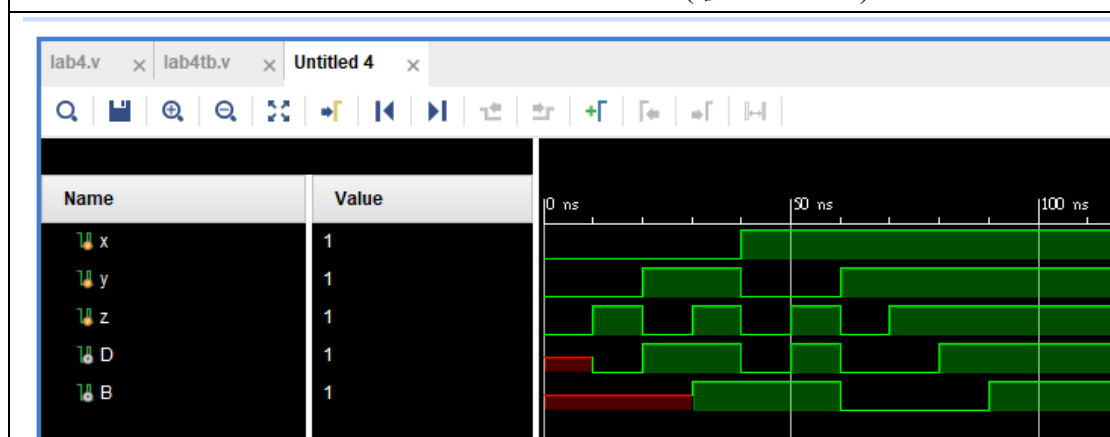 lab4.v lab4tb.v Untitled 4
Name Value 0 ns 50 ns 100 ns
x 1
y 1
z 1
D 1
B 1